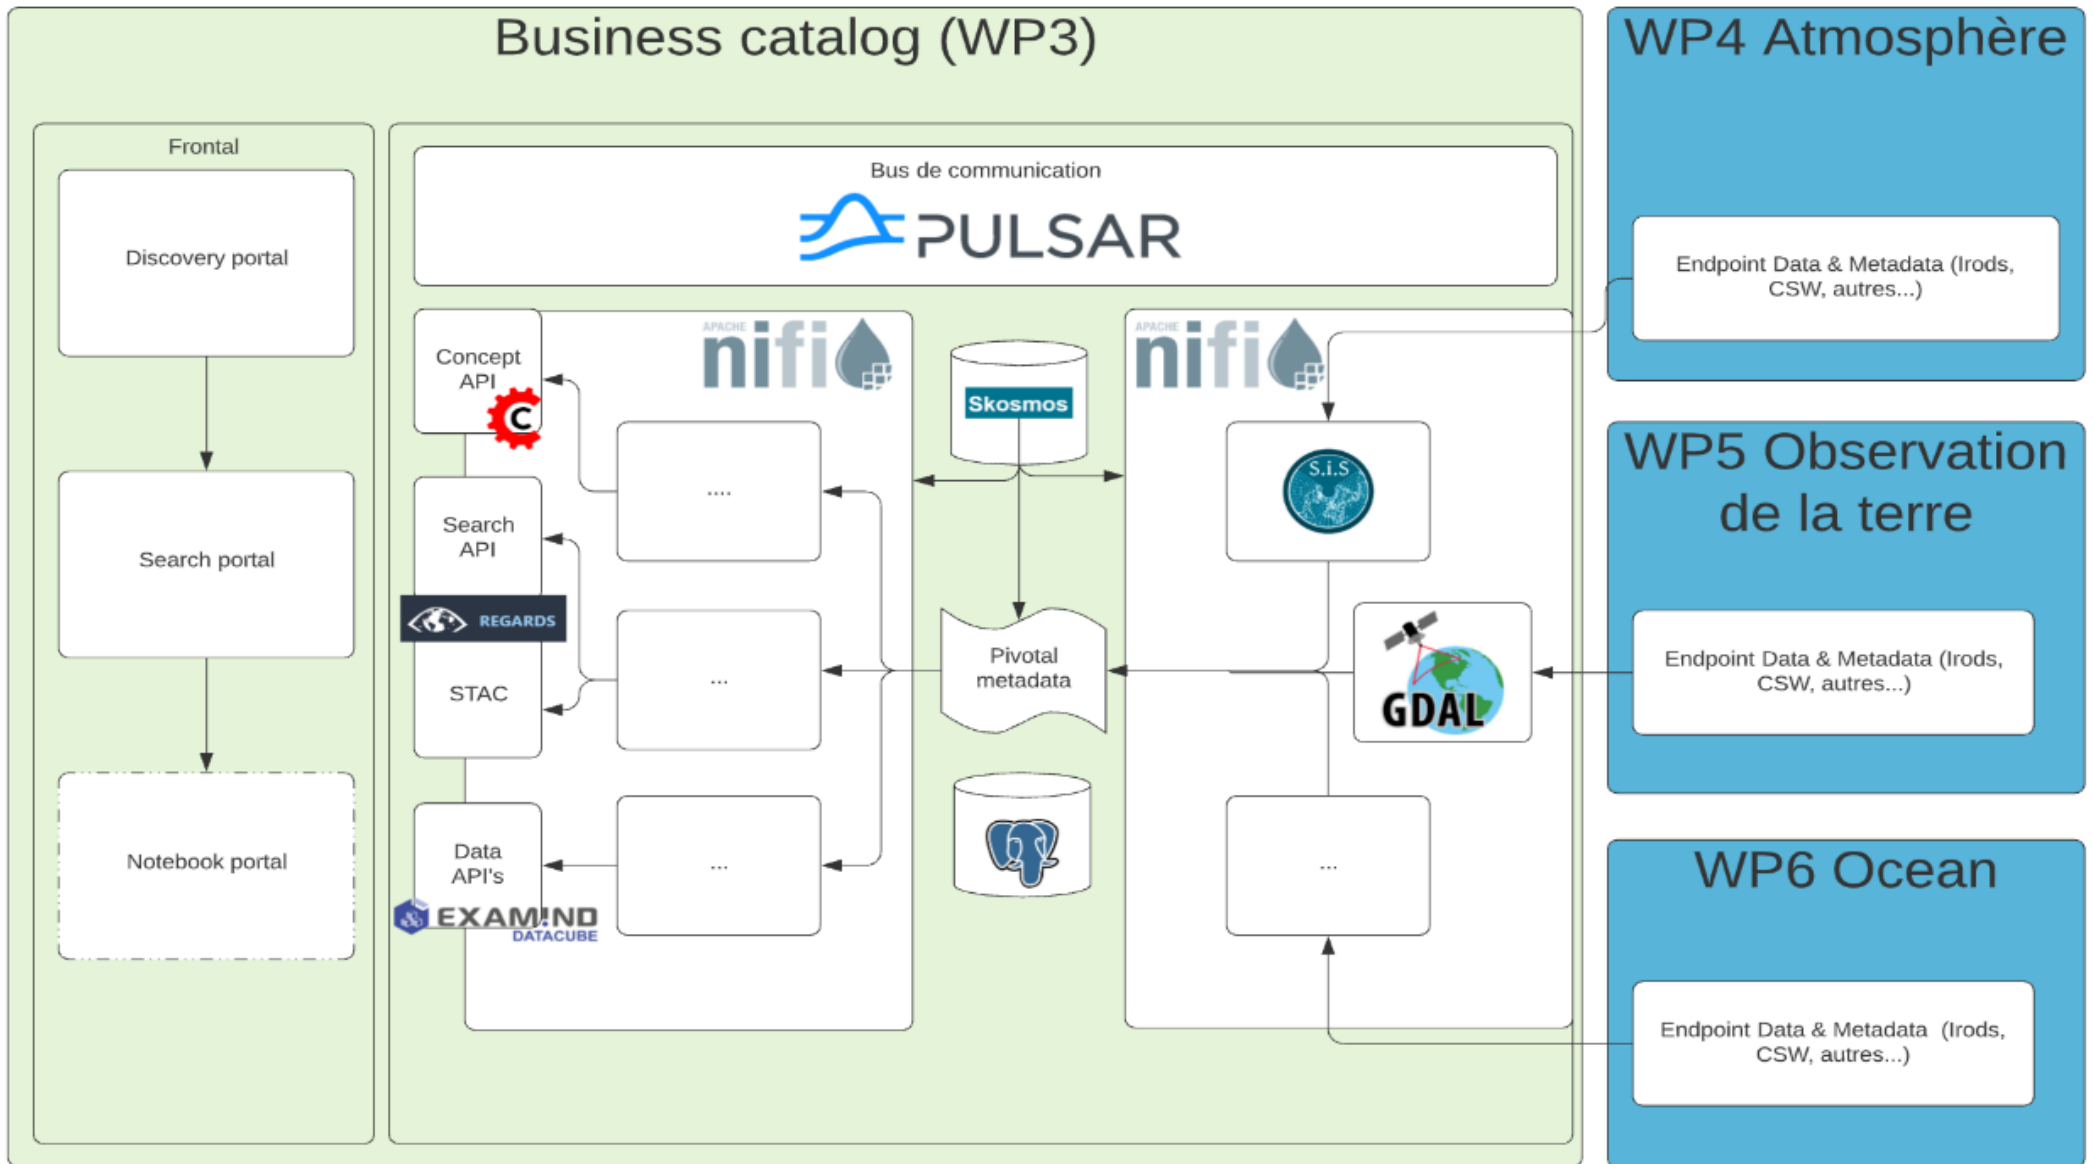 Business catalog (WP3)
Frontal
Discovery portal
Search portal
Notebook portal
Bus de communication
PULSAR
Concept
API
C
Search
API
REGARDS
STAC
Data
API's
EXAM!ND
DATACUBE
APACHE
nifi
....
...
...
Skosmos
Pivotal
metadata
APACHE
nifi
S.i.S
GDAL
...
WP4 Atmosphère
Endpoint Data & Metadata (Irods,
CSW, autres...)
WP5 Observation
de la terre
Endpoint Data & Metadata (Irods,
CSW, autres...)
WP6 Ocean
Endpoint Data & Metadata (Irods,
CSW, autres...)